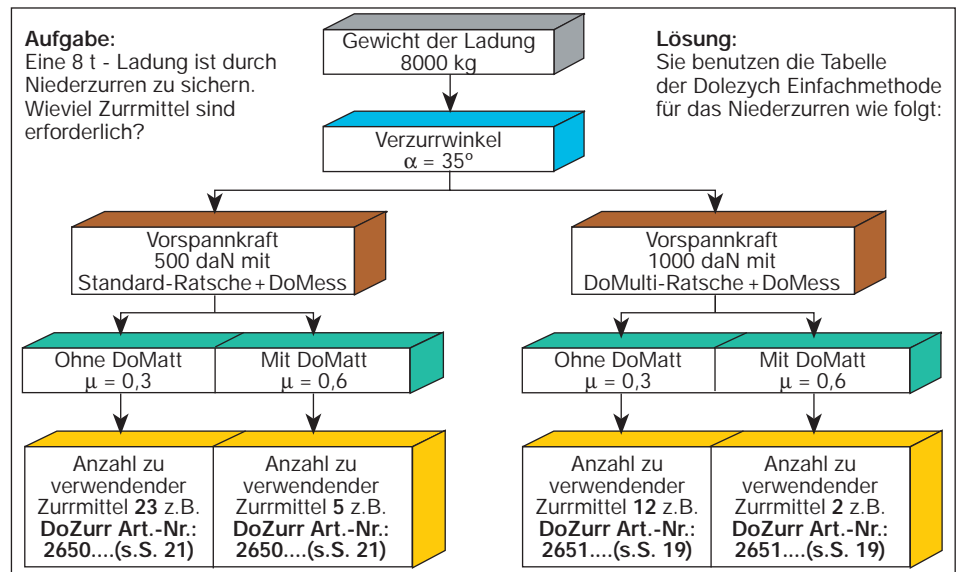 Aufgabe:
Eine 8 t - Ladung ist durch
Niederzurren zu sichern.
Wieviel Zurrmittel sind
erforderlich?
Gewicht der Ladung
8000 kg
Lösung:
Sie benutzen die Tabelle
der Dolezych Einfachmethode
für das Niederzurren wie folgt:
Verzurrwinkel
α = 35º
Vorspannkraft
500 daN mit
Standard-Ratsche + DoMess
Vorspannkraft
1000 daN mit
DoMulti-Ratsche + DoMess
Ohne DoMatt
μ = 0,3
Mit DoMatt
μ = 0,6
Ohne DoMatt
μ = 0,3
Mit DoMatt
μ = 0,6
Anzahl zu
verwendender
Zurrmittel 23 z.B.
DoZurr Art.-Nr.:
2650....(s.S. 21)
Anzahl zu
verwendender
Zurrmittel 5 z.B.
DoZurr Art.-Nr.:
2650....(s.S. 21)
Anzahl zu
verwendender
Zurrmittel 12 z.B.
DoZurr Art.-Nr.:
2651....(s.S. 19)
Anzahl zu
verwendender
Zurrmittel 2 z.B.
DoZurr Art.-Nr.:
2651....(s.S. 19)